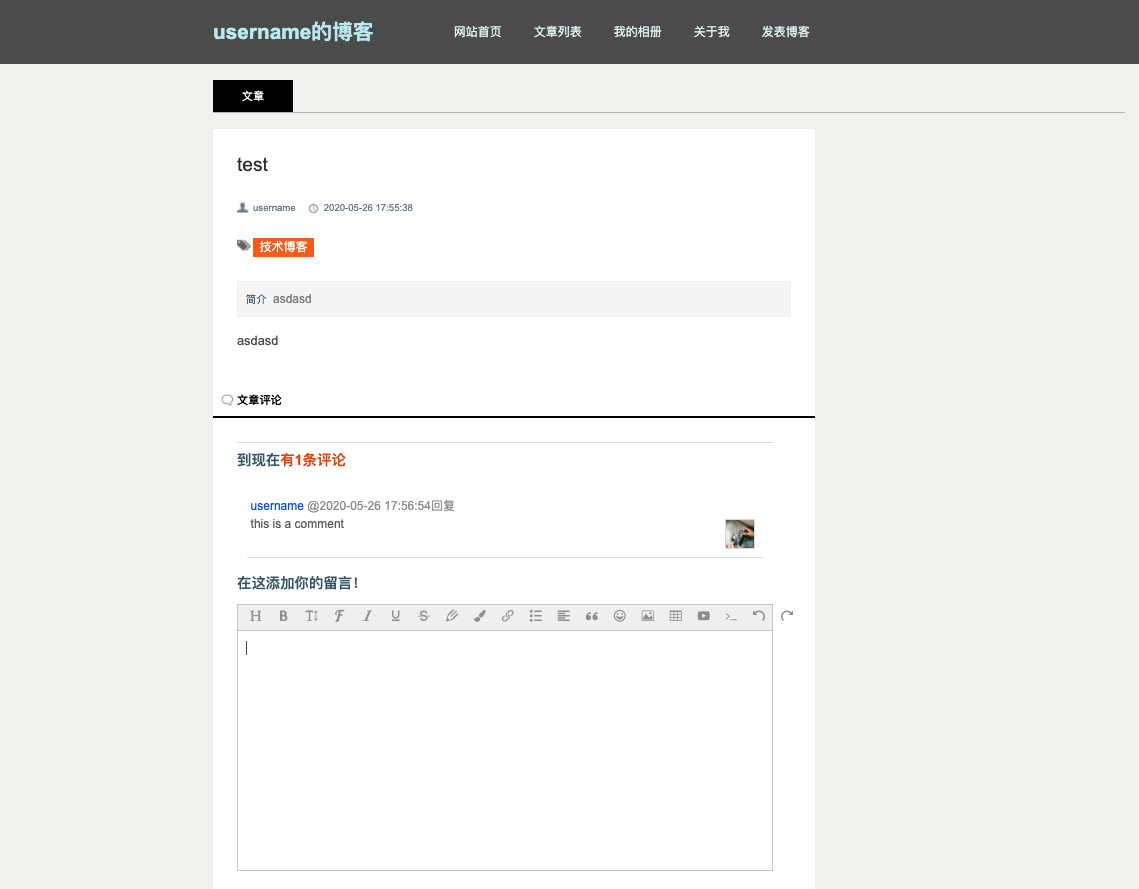 username的博客 网站首页 文章列表 我的相册 关于我 发表博客
文章
test
username 2020-05-26 17:55:38
技术博客
简介 asdasd
asdasd
文章评论
到现在有1条评论
username @2020-05-26 17:56:54回复
this is a comment
在这添加你的留言！